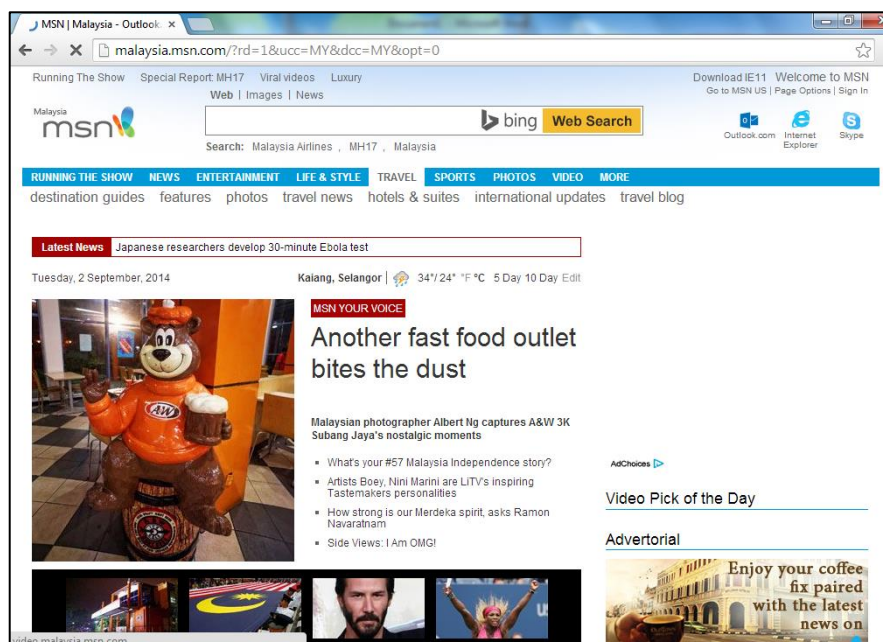 MSN | Malaysia - Outlook.
malaysia.msn.com/?rd=1&ucc=MY&dcc=MY&opt=0
Running The Show Special Report: MH17 Viral videos Luxury
Download IE11 Welcome to MSN
Web | Images | News
Go to MSN US | Page Options | Sign In
Malaysia
msn
bing Web Search
Outlook.com Internet Explorer Skype
Search: Malaysia Airlines , MH17 , Malaysia
RUNNING THE SHOW NEWS ENTERTAINMENT LIFE & STYLE TRAVEL SPORTS PHOTOS VIDEO MORE
destination guides features photos travel news hotels & suites international updates travel blog
Latest News Japanese researchers develop 30-minute Ebola test
Tuesday, 2 September, 2014
Kaiang, Selangor | 34°/24° °F °C 5 Day 10 Day Edit
A&W
MSN YOUR VOICE
Another fast food outlet
bites the dust
Malaysian photographer Albert Ng captures A&W 3K
Subang Jaya's nostalgic moments
What's your #57 Malaysia Independence story?
Artists Boey, Nini Marini are LiTV's inspiring
Tastemakers personalities
How strong is our Merdeka spirit, asks Ramon
Navaratnam
Side Views: I Am OMG!
AdChoices
Video Pick of the Day
Advertorial
Enjoy your coffee
fix paired
with the latest
news on
video.malaysia.msn.com